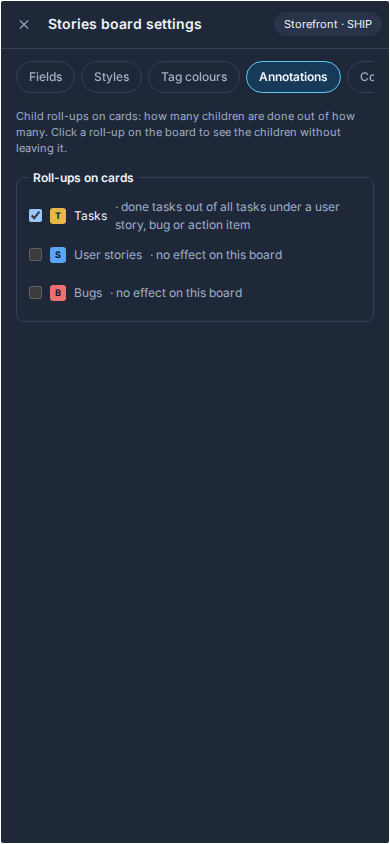 Stories board settings
Storefront · SHIP
Fields
Styles
Tag colours
Annotations
Co
Child roll-ups on cards: how many children are done out of how
many. Click a roll-up on the board to see the children without
leaving it.
Roll-ups on cards
T Tasks · done tasks out of all tasks under a user
story, bug or action item
S User stories · no effect on this board
B Bugs · no effect on this board